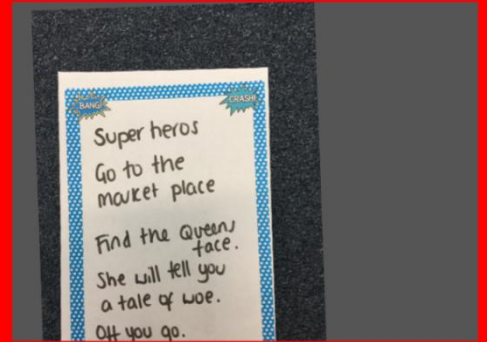 BANG!
CRASH!
Super heros
Go to the
market place
Find the Queens
face.
She will tell you
a tale of woe.
Off you go.